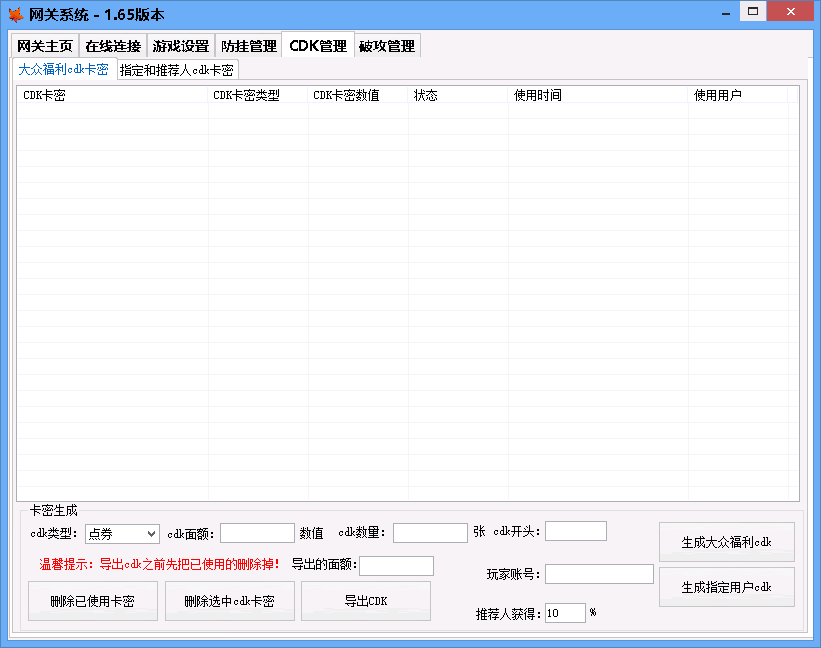 网关系统 - 1.65版本
网关主页 在线连接 游戏设置 防挂管理 CDK管理 破攻管理
大众福利cdk卡密 指定和推荐人cdk卡密
CDK卡密 CDK卡密类型 CDK卡密数值 状态 使用时间 使用用户
卡密生成
cdk类型: 点券 cdk面额: 数值 cdk数量: 张 cdk开头: 生成大众福利cdk
温馨提示: 导出cdk之前先把已使用的删除掉! 导出的面额:
玩家账号: 生成指定用户cdk
删除已使用卡密 删除选中cdk卡密 导出CDK
推荐人获得: 10 %